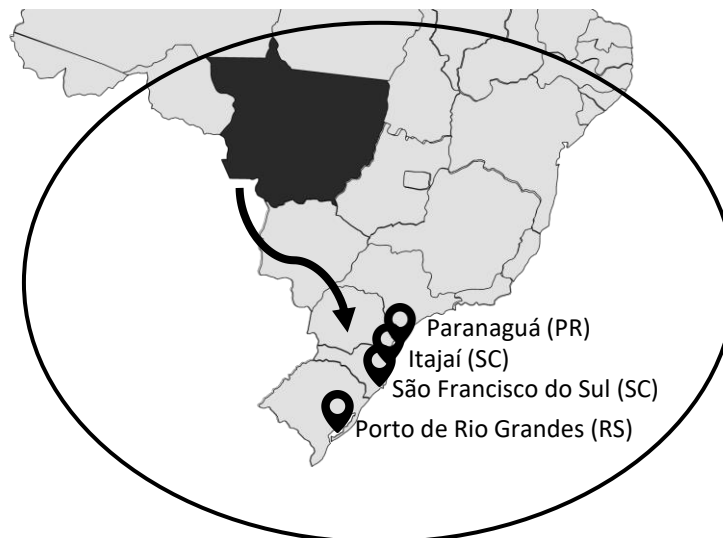 Paranaguá (PR)
Itajaí (SC)
São Francisco do Sul (SC)
Porto de Rio Grandes (RS)